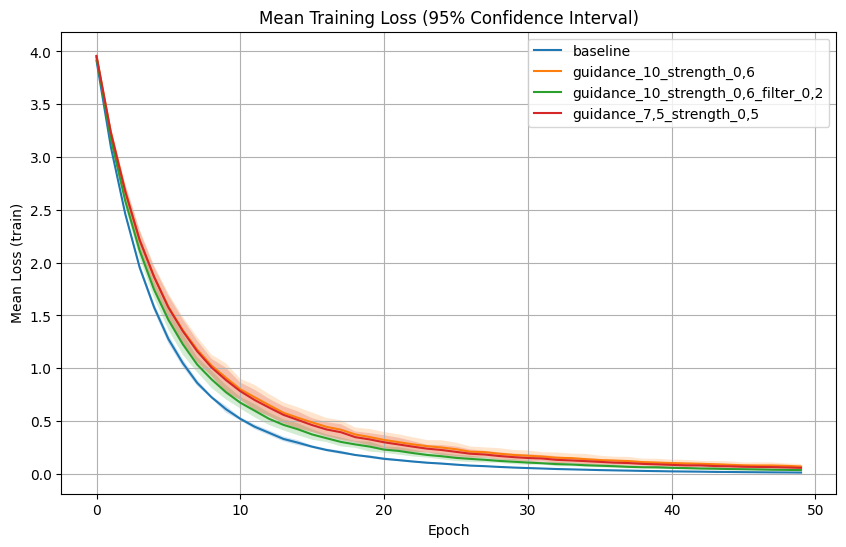 Mean Training Loss (95% Confidence Interval)
baseline
guidance_10_strength_0,6
guidance_10_strength_0,6_filter_0,2
guidance_7,5_strength_0,5
Mean Loss (train)
4.0
3.5
3.0
2.5
2.0
1.5
1.0
0.5
0.0
0 10 20 30 40 50
Epoch